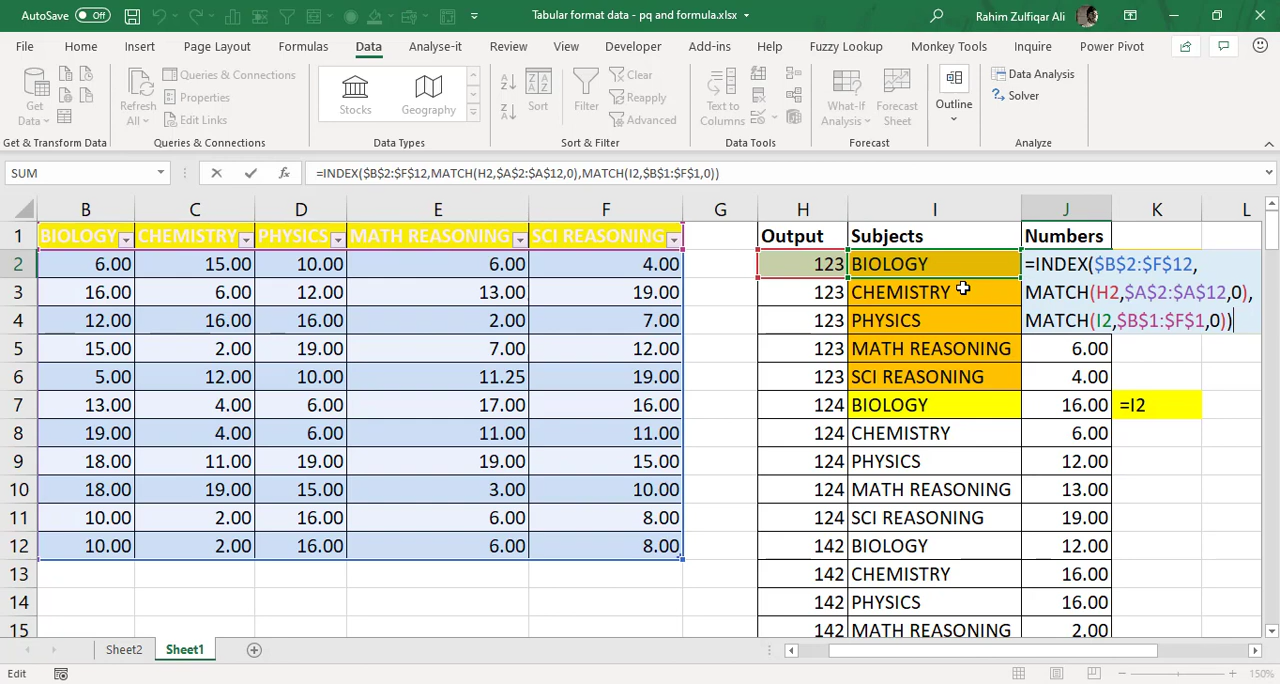 AutoSave Off Tabular format data - pq and formula.xlsx Rahim Zulfiqar Ali
File Home Insert Page Layout Formulas Data Analyse-it Review View Developer Add-ins Help Fuzzy Lookup Monkey Tools Inquire Power Pivot
Get Data Refresh All Queries & Connections Properties Edit Links Stocks Geography Sort Filter Clear Reapply Advanced Text to Columns What-If Analysis Forecast Sheet Outline Data Analysis Solver
Get & Transform Data Queries & Connections Data Types Sort & Filter Data Tools Forecast Analyze
SUM =INDEX($B$2:$F$12,MATCH(H2,$A$2:$A$12,0),MATCH(I2,$B$1:$F$1,0))
B C D E F G H I J K L
1 BIOLOGY CHEMISTRY PHYSICS MATH REASONING SCI REASONING Output Subjects Numbers
2 6.00 15.00 10.00 6.00 4.00 123 BIOLOGY =INDEX($B$2:$F$12,
3 16.00 6.00 12.00 13.00 19.00 123 CHEMISTRY MATCH(H2,$A$2:$A$12,0),
4 12.00 16.00 16.00 2.00 7.00 123 PHYSICS MATCH(I2,$B$1:$F$1,0))
5 15.00 2.00 19.00 7.00 12.00 123 MATH REASONING 6.00
6 5.00 12.00 10.00 11.25 19.00 123 SCI REASONING 4.00
7 13.00 4.00 6.00 17.00 16.00 124 BIOLOGY 16.00 =I2
8 19.00 4.00 6.00 11.00 11.00 124 CHEMISTRY 6.00
9 18.00 11.00 19.00 19.00 15.00 124 PHYSICS 12.00
10 18.00 19.00 15.00 3.00 10.00 124 MATH REASONING 13.00
11 10.00 2.00 16.00 6.00 8.00 124 SCI REASONING 19.00
12 10.00 2.00 16.00 6.00 8.00 142 BIOLOGY 12.00
13 142 CHEMISTRY 16.00
14 142 PHYSICS 16.00
15 142 MATH REASONING 2.00
Sheet2 Sheet1
Edit 150%